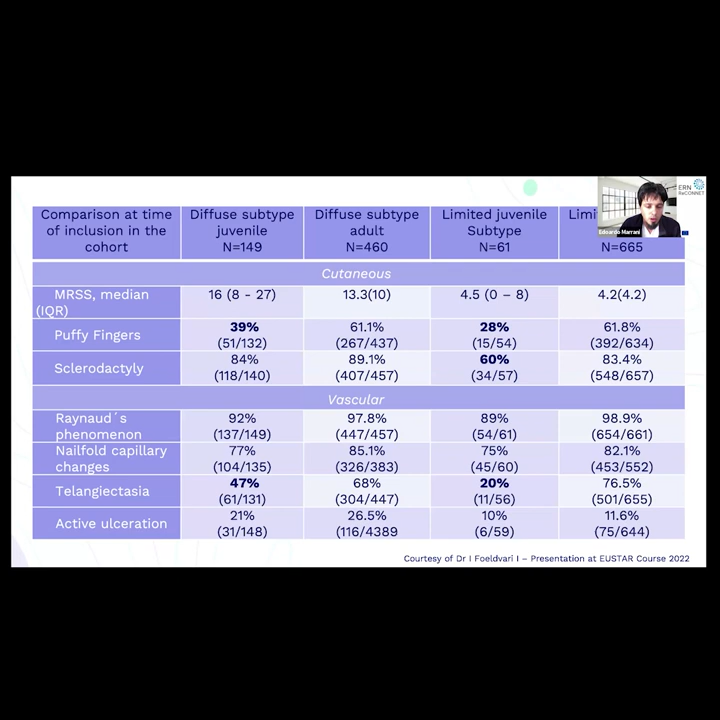 ERN
ReCONNET
Edoardo Marrani
Comparison at time of inclusion in the cohort
Diffuse subtype juvenile N=149
Diffuse subtype adult N=460
Limited juvenile Subtype N=61
N=665
Cutaneous
MRSS, median (IQR) 16 (8 - 27) 13.3(10) 4.5 (0 – 8) 4.2(4.2)
Puffy Fingers 39% (51/132) 61.1% (267/437) 28% (15/54) 61.8% (392/634)
Sclerodactyly 84% (118/140) 89.1% (407/457) 60% (34/57) 83.4% (548/657)
Vascular
Raynaud´s phenomenon 92% (137/149) 97.8% (447/457) 89% (54/61) 98.9% (654/661)
Nailfold capillary changes 77% (104/135) 85.1% (326/383) 75% (45/60) 82.1% (453/552)
Telangiectasia 47% (61/131) 68% (304/447) 20% (11/56) 76.5% (501/655)
Active ulceration 21% (31/148) 26.5% (116/4389 10% (6/59) 11.6% (75/644)
Courtesy of Dr I Foeldvari I – Presentation at EUSTAR Course 2022